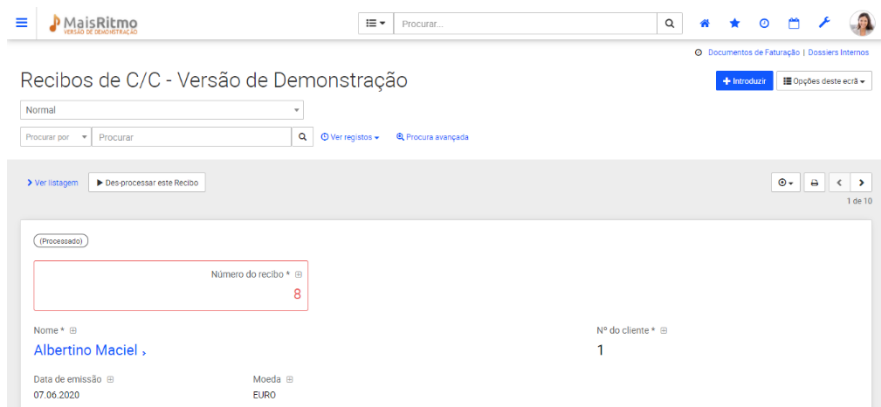 MaisRitmo
VERSÃO DE DEMONSTRAÇÃO
Procurar...
Documentos de Faturação | Dossiers Internos
Recibos de C/C - Versão de Demonstração
Introduzir
Opções deste ecrã
Normal
Procurar por
Procurar
Ver registos
Procura avançada
Ver listagem
Des-processar este Recibo
1 de 10
(Processado)
Número do recibo *
8
Nome *
Nº do cliente *
Albertino Maciel
1
Data de emissão
Moeda
07.06.2020
EURO